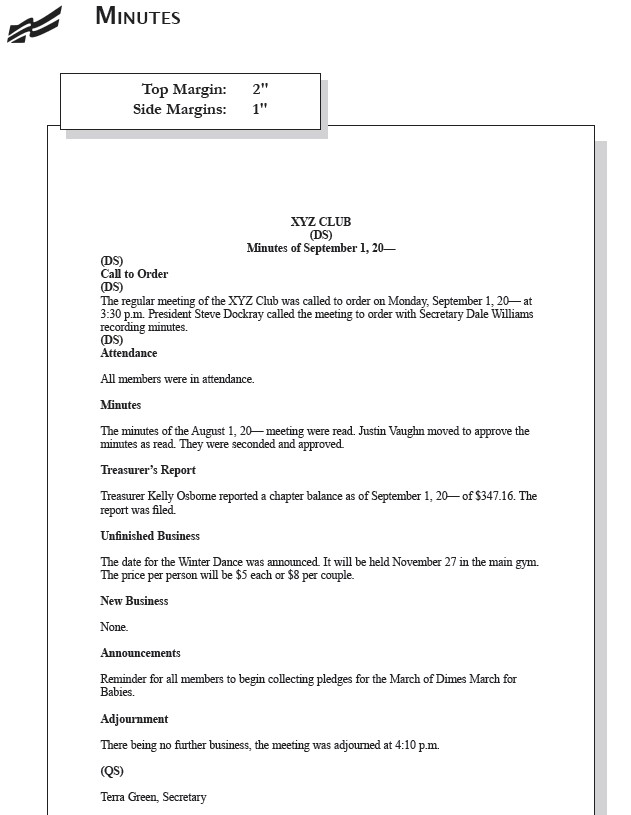 MINUTES
Top Margin: 2"
Side Margins: 1"
XYZ CLUB
(DS)
Minutes of September 1, 20—
(DS)
Call to Order
(DS)
The regular meeting of the XYZ Club was called to order on Monday, September 1, 20— at
3:30 p.m. President Steve Dockray called the meeting to order with Secretary Dale Williams
recording minutes.
(DS)
Attendance
All members were in attendance.
Minutes
The minutes of the August 1, 20— meeting were read. Justin Vaughn moved to approve the
minutes as read. They were seconded and approved.
Treasurer’s Report
Treasurer Kelly Osborne reported a chapter balance as of September 1, 20— of $347.16. The
report was filed.
Unfinished Business
The date for the Winter Dance was announced. It will be held November 27 in the main gym.
The price per person will be $5 each or $8 per couple.
New Business
None.
Announcements
Reminder for all members to begin collecting pledges for the March of Dimes March for
Babies.
Adjournment
There being no further business, the meeting was adjourned at 4:10 p.m.
(QS)
Terra Green, Secretary